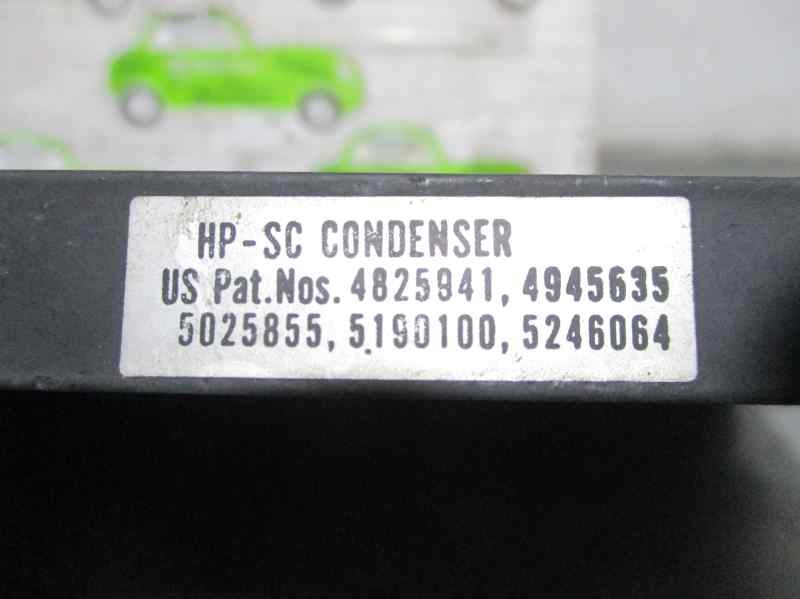 HP-SC CONDENSER
US Pat.Nos. 4825941, 4945635
5025855, 5190100, 5246064